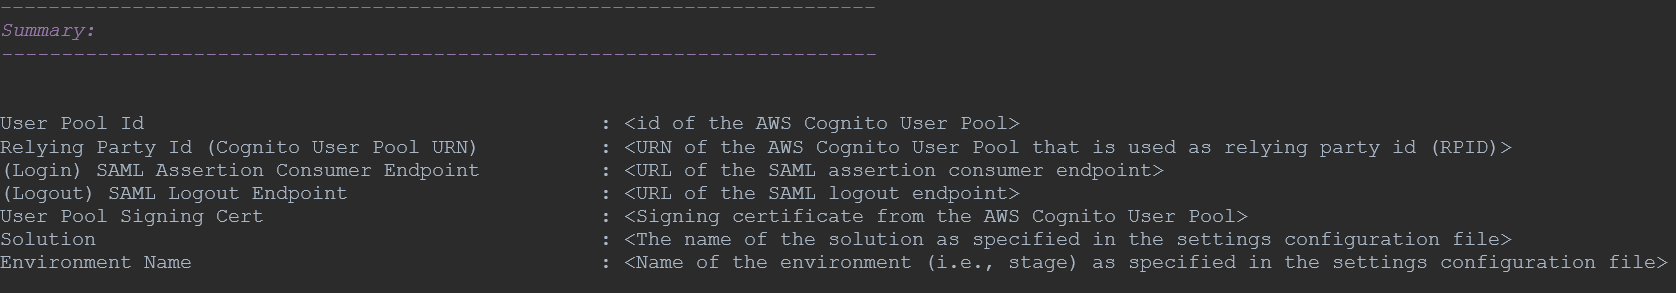 -------------------------------------------------------------------------
Summary:
-------------------------------------------------------------------------
User Pool Id : <id of the AWS Cognito User Pool>
Relying Party Id (Cognito User Pool URN) : <URN of the AWS Cognito User Pool that is used as relying party id (RPID)>
(Login) SAML Assertion Consumer Endpoint : <URL of the SAML assertion consumer endpoint>
(Logout) SAML Logout Endpoint : <URL of the SAML logout endpoint>
User Pool Signing Cert : <Signing certificate from the AWS Cognito User Pool>
Solution : <The name of the solution as specified in the settings configuration file>
Environment Name : <Name of the environment (i.e., stage) as specified in the settings configuration file>